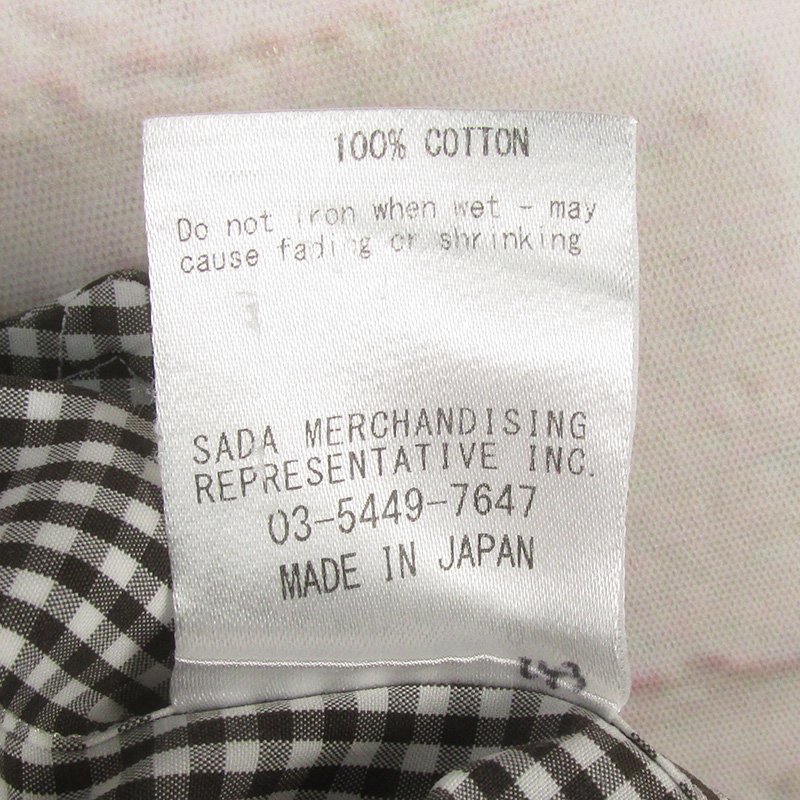 100% COTTON
Do not iron when wet - may
cause fading or shrinking
SADA MERCHANDISING
REPRESENTATIVE INC.
03-5449-7647
MADE IN JAPAN